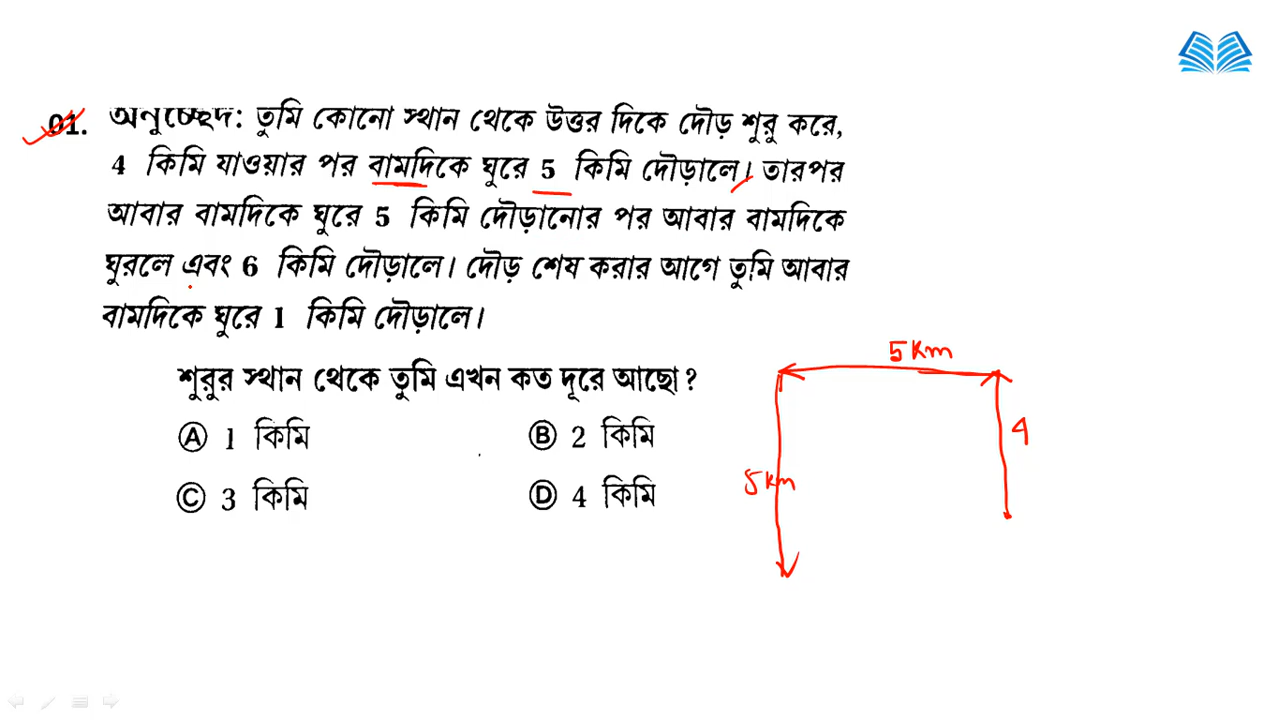 01. অনুচ্ছেদ: তুমি কোনো স্থান থেকে উত্তর দিকে দৌড় শুরু করে,
4 কিমি যাওয়ার পর বামদিকে ঘুরে 5 কিমি দৌড়ালে। তারপর
আবার বামদিকে ঘুরে 5 কিমি দৌড়ানোর পর আবার বামদিকে
ঘুরলে এবং 6 কিমি দৌড়ালে। দৌড় শেষ করার আগে তুমি আবার
বামদিকে ঘুরে 1 কিমি দৌড়ালে।
শুরুর স্থান থেকে তুমি এখন কত দূরে আছো?
Ⓐ 1 কিমি Ⓑ 2 কিমি
Ⓒ 3 কিমি Ⓓ 4 কিমি
5 km
4
5 km